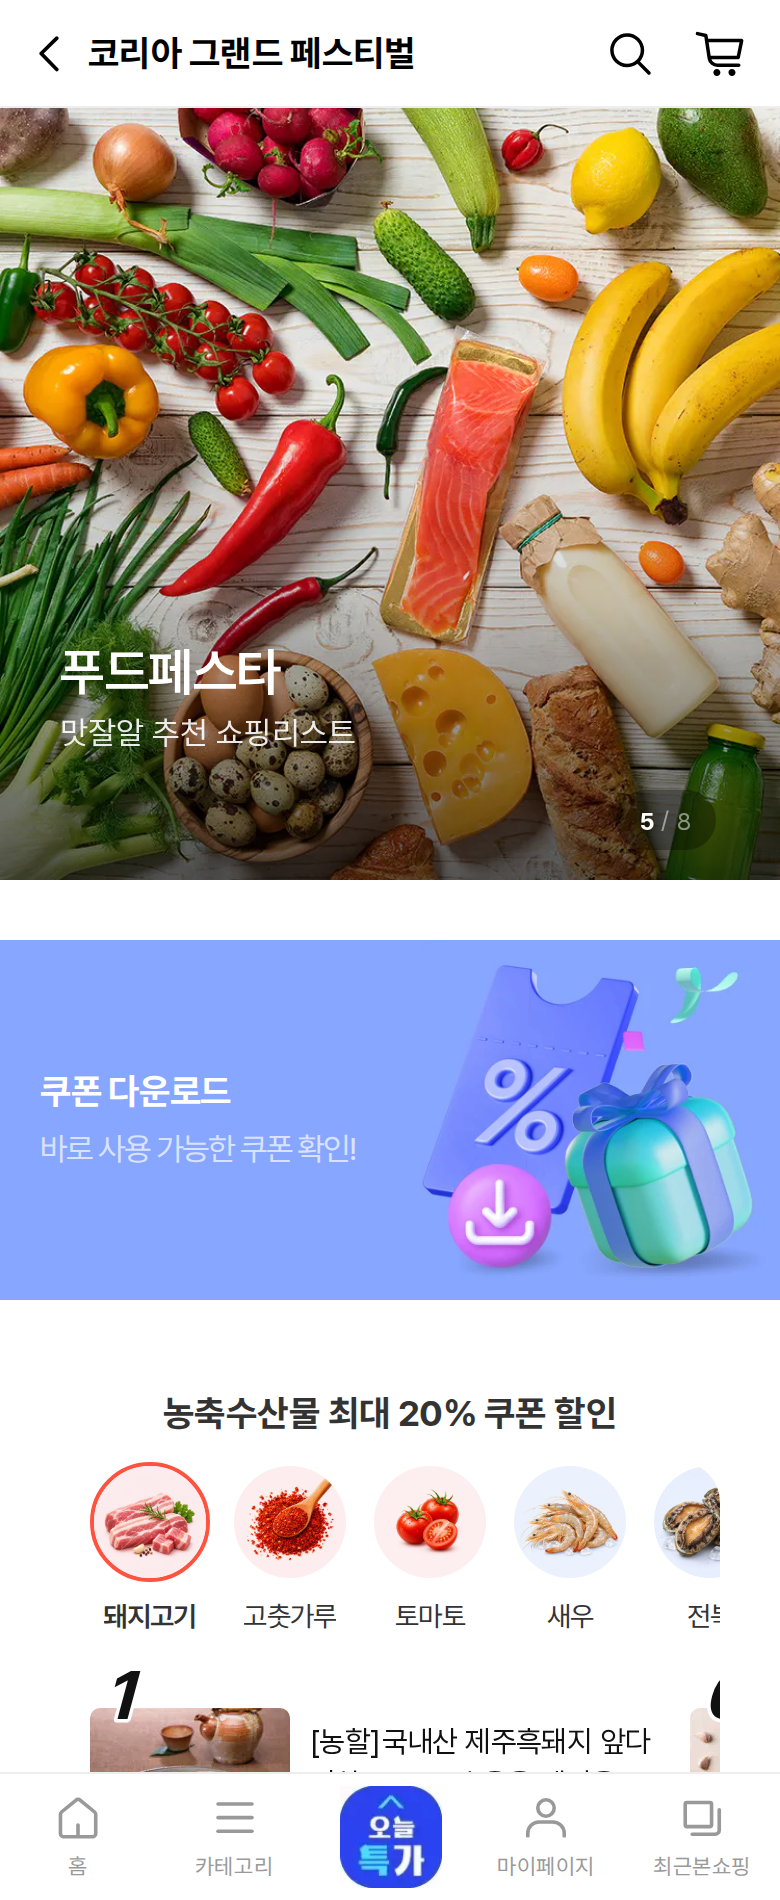 코리아 그랜드 페스티벌
푸드페스타
맛잘알 추천 쇼핑리스트
5 / 8
쿠폰 다운로드
바로 사용 가능한 쿠폰 확인!
%
농축수산물 최대 20% 쿠폰 할인
돼지고기
고춧가루
토마토
새우
1
[농할]국내산 제주흑돼지 앞다
홈
카테고리
오늘
특가
마이페이지
최근본쇼핑